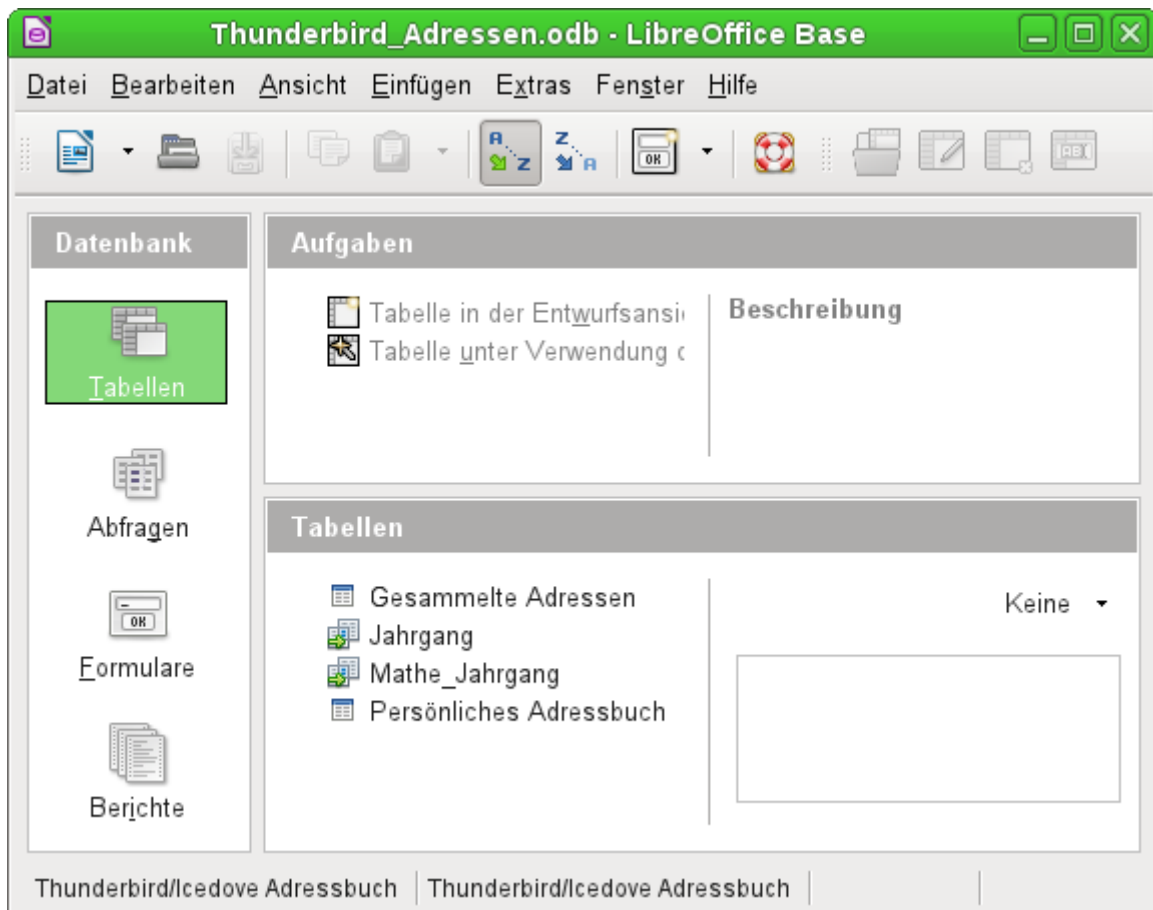 Thunderbird_Adressen.odb - LibreOffice Base
Datei Bearbeiten Ansicht Einfügen Extras Fenster Hilfe
A Z Z A OK
Datenbank
Tabellen
Abfragen
OK
Formulare
Berichte
Aufgaben
Tabelle in der Entwurfsansi
Tabelle unter Verwendung
Beschreibung
Tabellen
Gesammelte Adressen
Jahrgang
Mathe_Jahrgang
Persönliches Adressbuch
Keine
Thunderbird/Icedove Adressbuch Thunderbird/Icedove Adressbuch